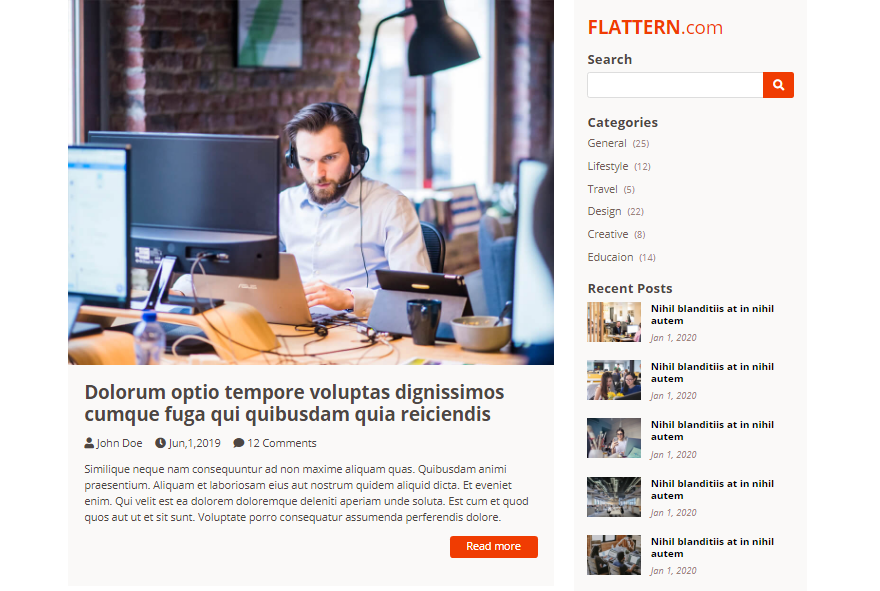 ASUS
Dolorum optio tempore voluptas dignissimos
cumque fuga qui quibusdam quia reiciendis
John Doe Jun,1,2019 12 Comments
Similique neque nam consequuntur ad non maxime aliquam quas. Quibusdam animi
praesentium. Aliquam et laboriosam eius aut nostrum quidem aliquid dicta. Et eveniet
enim. Qui velit est ea dolorem doloremque deleniti aperiam unde soluta. Est cum et quod
quos aut ut et sit sunt. Voluptate porro consequatur assumenda perferendis dolore.
Read more
FLATTERN.com
Search
Categories
General (25)
Lifestyle (12)
Travel (5)
Design (22)
Creative (8)
Educaion (14)
Recent Posts
Nihil blanditiis at in nihil
autem
Jan 1, 2020
Nihil blanditiis at in nihil
autem
Jan 1, 2020
Nihil blanditiis at in nihil
autem
Jan 1, 2020
Nihil blanditiis at in nihil
autem
Jan 1, 2020
Nihil blanditiis at in nihil
autem
Jan 1, 2020